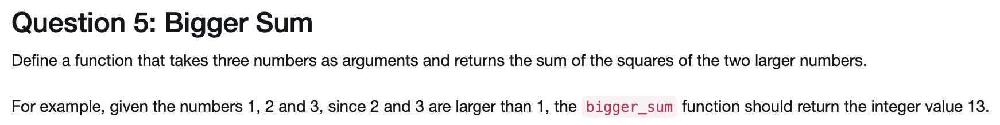 Question 5: Bigger Sum
Define a function that takes three numbers as arguments and returns the sum of the squares of the two larger numbers.
For example, given the numbers 1, 2 and 3, since 2 and 3 are larger than 1, the bigger_sum function should return the integer value 13.